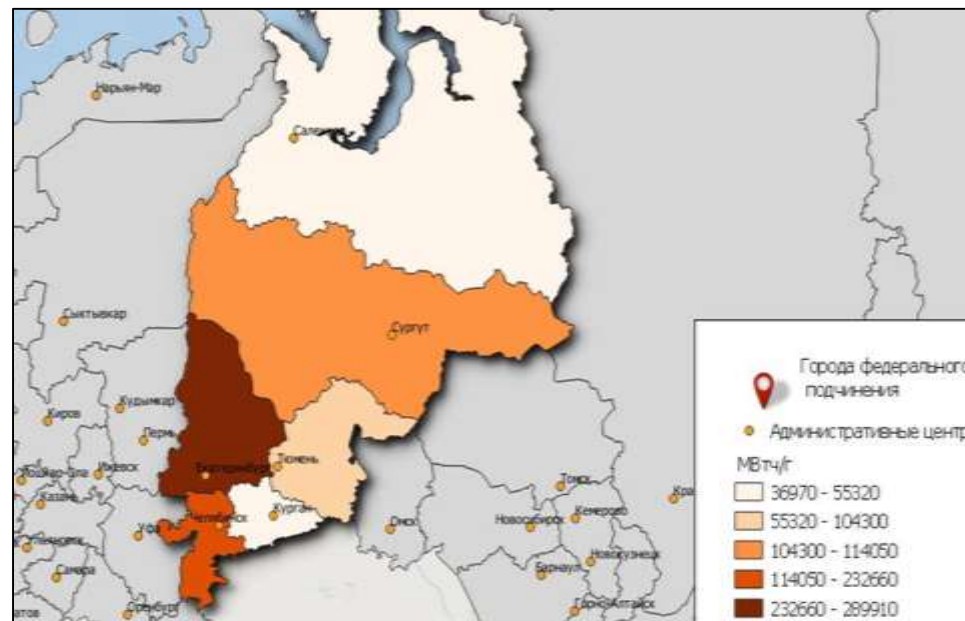 Нарьян-Мар
Сыктывкар
Сургут
Кудымкар
Киров
Пермь
Ижевск
Казань
Уфа
Самара
Тюмень
Екатеринбург
Челябинск
Курган
Омск
Томск
Новосибирск
Кемерово
Новокузнецк
Барнаул
Горно-Алтайск
Города федерального
подчинения
Административные центр
МВтч/г
36970 - 55320
55320 - 104300
104300 - 114050
114050 - 232660
232660 - 289910